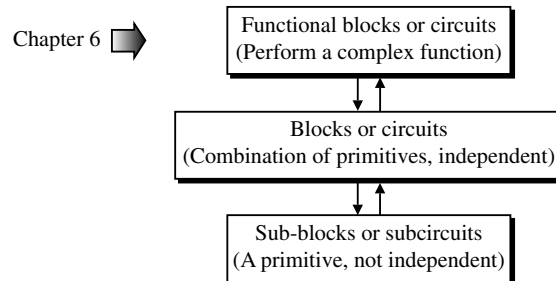 Chapter 6
Functional blocks or circuits
(Perform a complex function)
Blocks or circuits
(Combination of primitives, independent)
Sub-blocks or subcircuits
(A primitive, not independent)